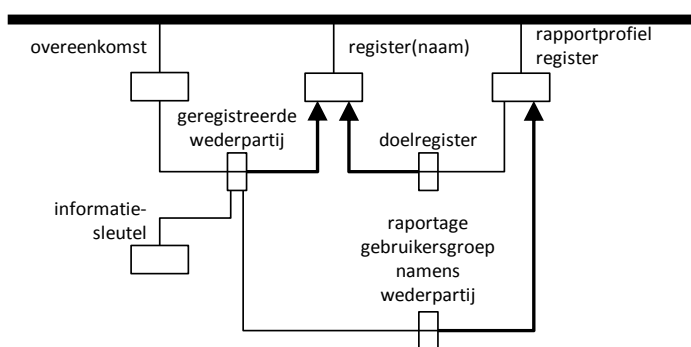 overeenkomst
register(naam)
rapportprofiel
register
geregistreerde
wederpartij
doelregister
informatie-
sleutel
raportage
gebruikersgroep
namens
wederpartij